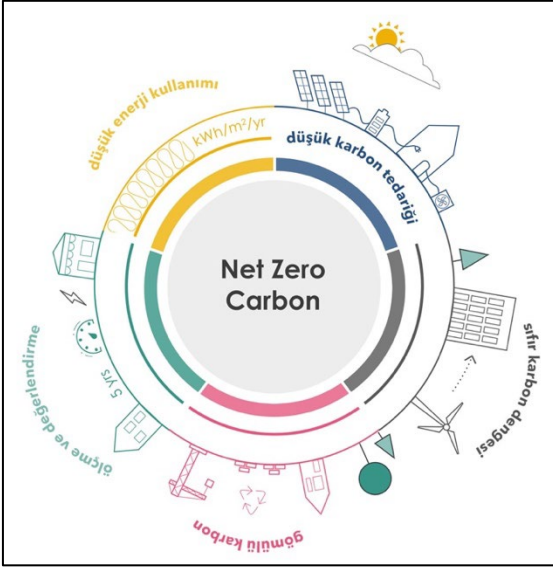 Net Zero
Carbon
düşük enerji kullanımı
kWh/m²/yr
düşük karbon tedariği
sıfır karbon dengesi
gömülü karbon
ölçme ve değerlendirme
5 yrs